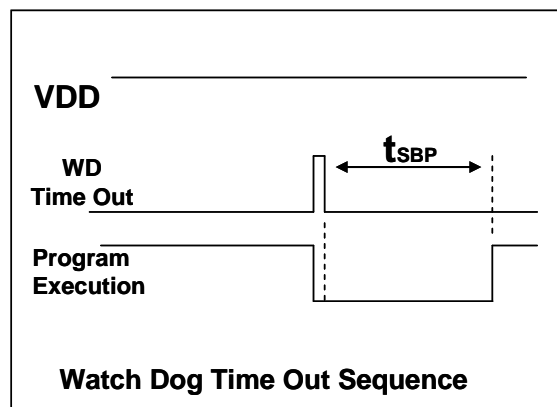 VDD
tSBP
WD
Time Out
Program
Execution
Watch Dog Time Out Sequence